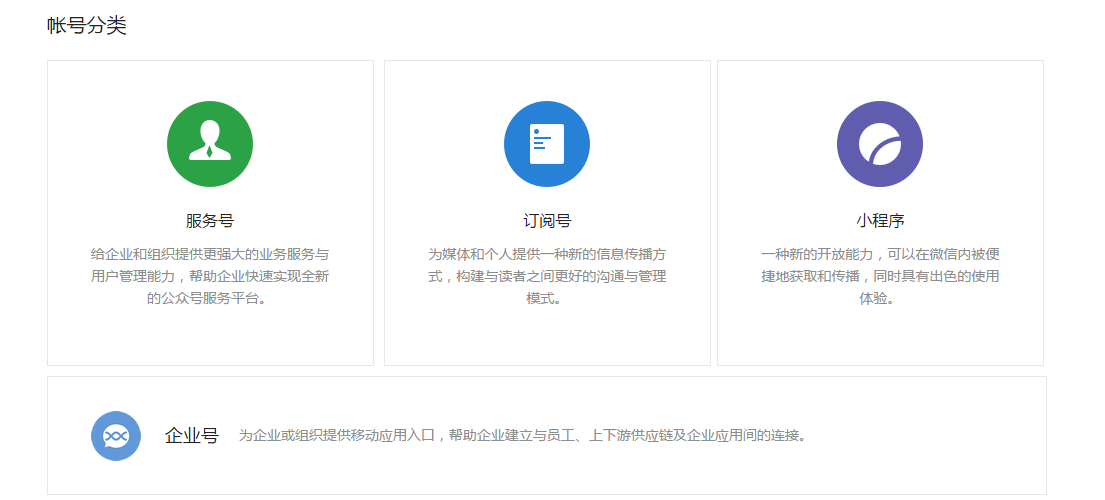 帐号分类
服务号
给企业和组织提供更强大的业务服务与
用户管理能力，帮助企业快速实现全新
的公众号服务平台。
订阅号
为媒体和个人提供一种新的信息传播方
式，构建与读者之间更好的沟通与管理
模式。
小程序
一种新的开放能力，可以在微信内被便
捷地获取和传播，同时具有出色的使用
体验。
企业号
为企业或组织提供移动应用入口，帮助企业建立与员工、上下游供应链及企业应用间的连接。